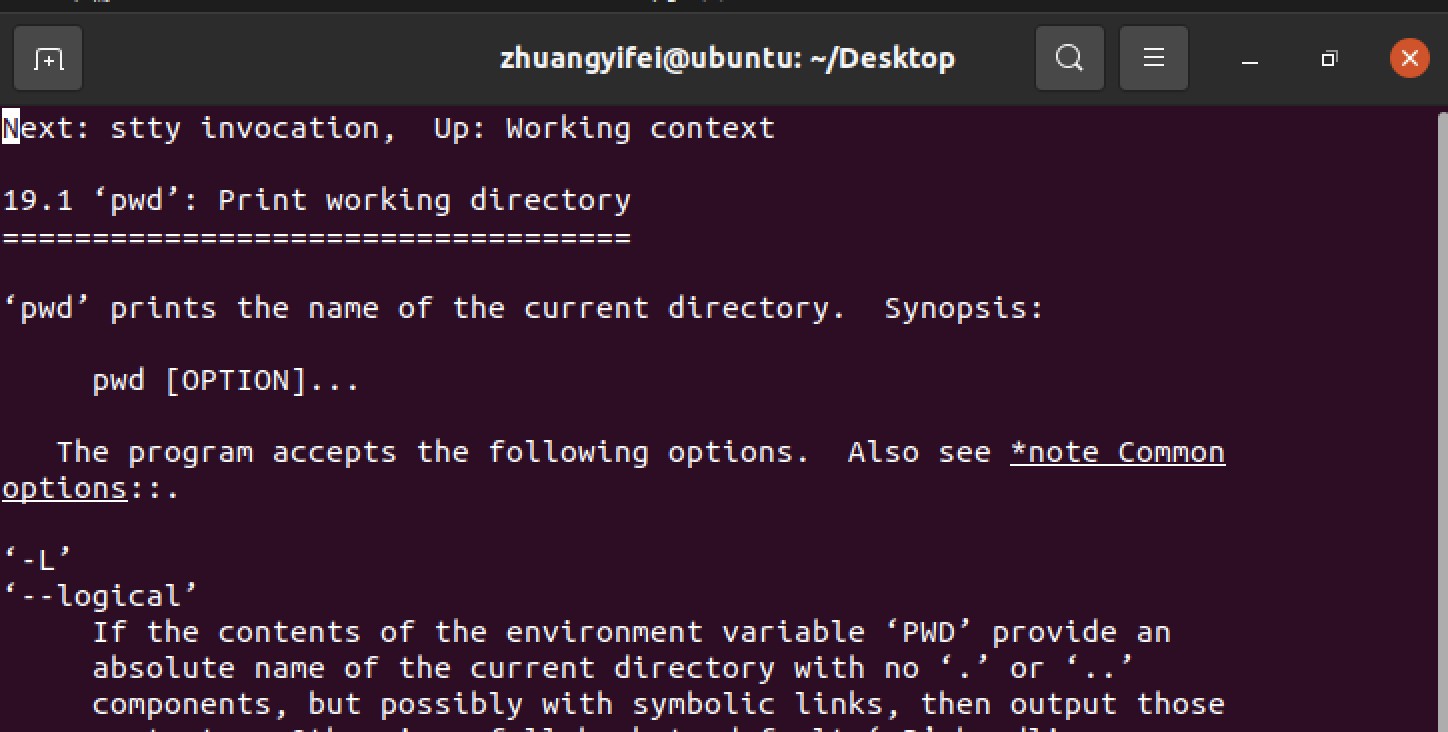 zhuangyifei@ubuntu: ~/Desktop
Next: stty invocation,  Up: Working context
19.1 ‘pwd’: Print working directory
===================================
‘pwd’ prints the name of the current directory.  Synopsis:
pwd [OPTION]...
The program accepts the following options.  Also see *note Common
options::.
‘-L’
‘--logical’
If the contents of the environment variable ‘PWD’ provide an
absolute name of the current directory with no ‘.’ or ‘..’
components, but possibly with symbolic links, then output those